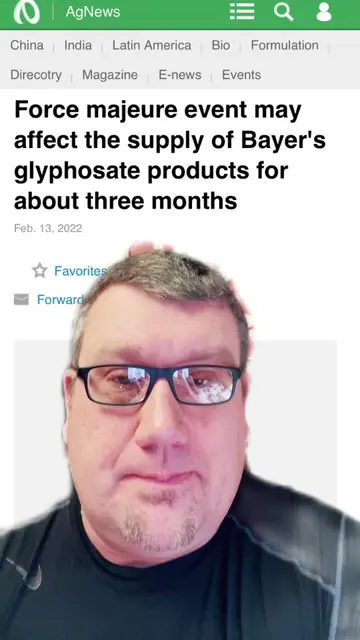 AgNews
China India Latin America Bio Formulation
Direcotry Magazine E-news Events
Force majeure event may
affect the supply of Bayer's
glyphosate products for
about three months
Feb. 13, 2022
Favorites
Forward